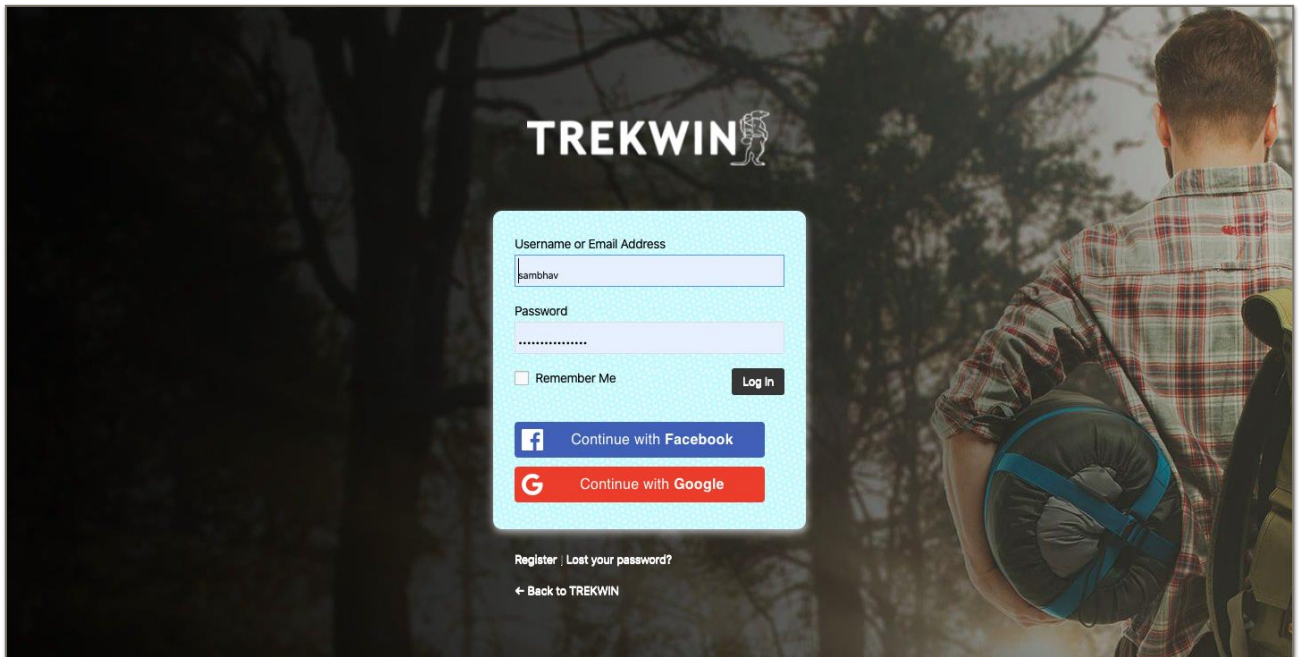 TREKWIN
Username or Email Address
sambhav
Password
••••••••••••••••
Remember Me
Log In
Continue with Facebook
Continue with Google
Register | Lost your password?
← Back to TREKWIN